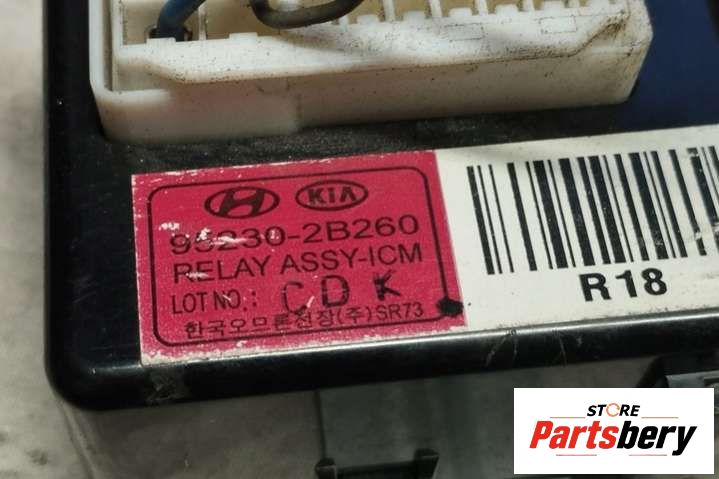 KIA
95230-2B260
RELAY ASSY-ICM
LOT NO.: CDK
한국오므론전장(주)SR73
R18
STORE
Partsbery